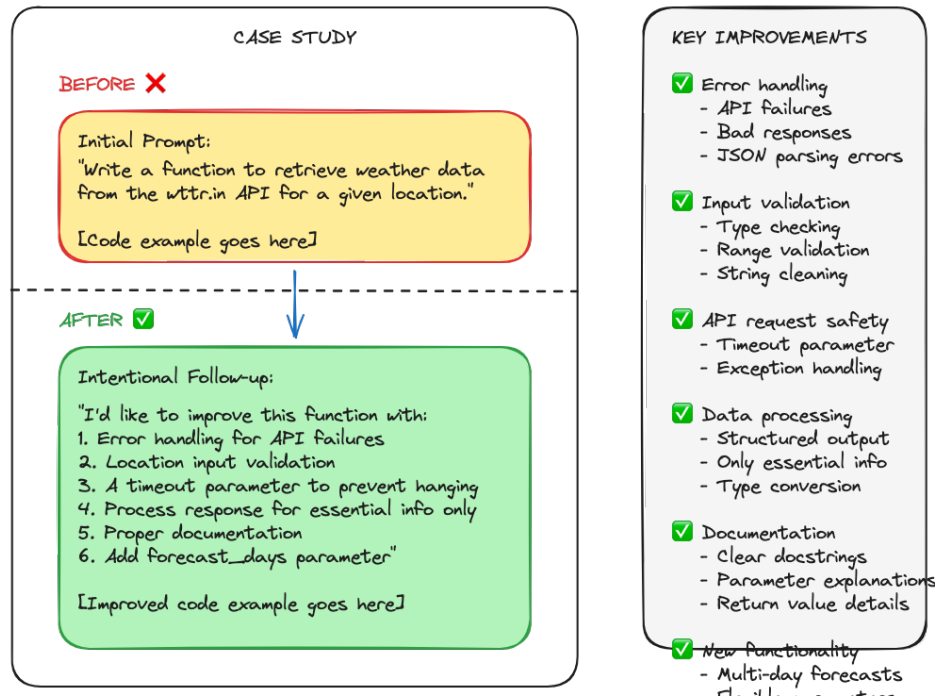 CASE STUDY
BEFORE ❌
Initial Prompt:
"Write a function to retrieve weather data
from the wttr.in API for a given location."
[Code example goes here]
AFTER ✅
Intentional Follow-up:
"I'd like to improve this function with:
1. Error handling for API failures
2. Location input validation
3. A timeout parameter to prevent hanging
4. Process response for essential info only
5. Proper documentation
6. Add forecast_days parameter"
[Improved code example goes here]
KEY IMPROVEMENTS
✅ Error handling
- API failures
- Bad responses
- JSON parsing errors
✅ Input validation
- Type checking
- Range validation
- String cleaning
✅ API request safety
- Timeout parameter
- Exception handling
✅ Data processing
- Structured output
- Only essential info
- Type conversion
✅ Documentation
- Clear docstrings
- Parameter explanations
- Return value details
✅ New functionality
- Multi-day forecasts